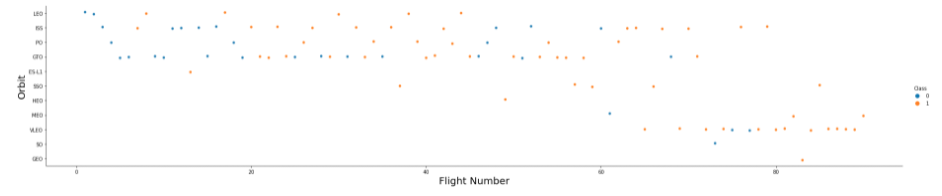 LEO
ISS
PO
GTO
ES-L1
SSO
HEO
MEO
VLEO
SO
GEO
Orbit
0
20
40
60
80
Flight Number
Class
0
1